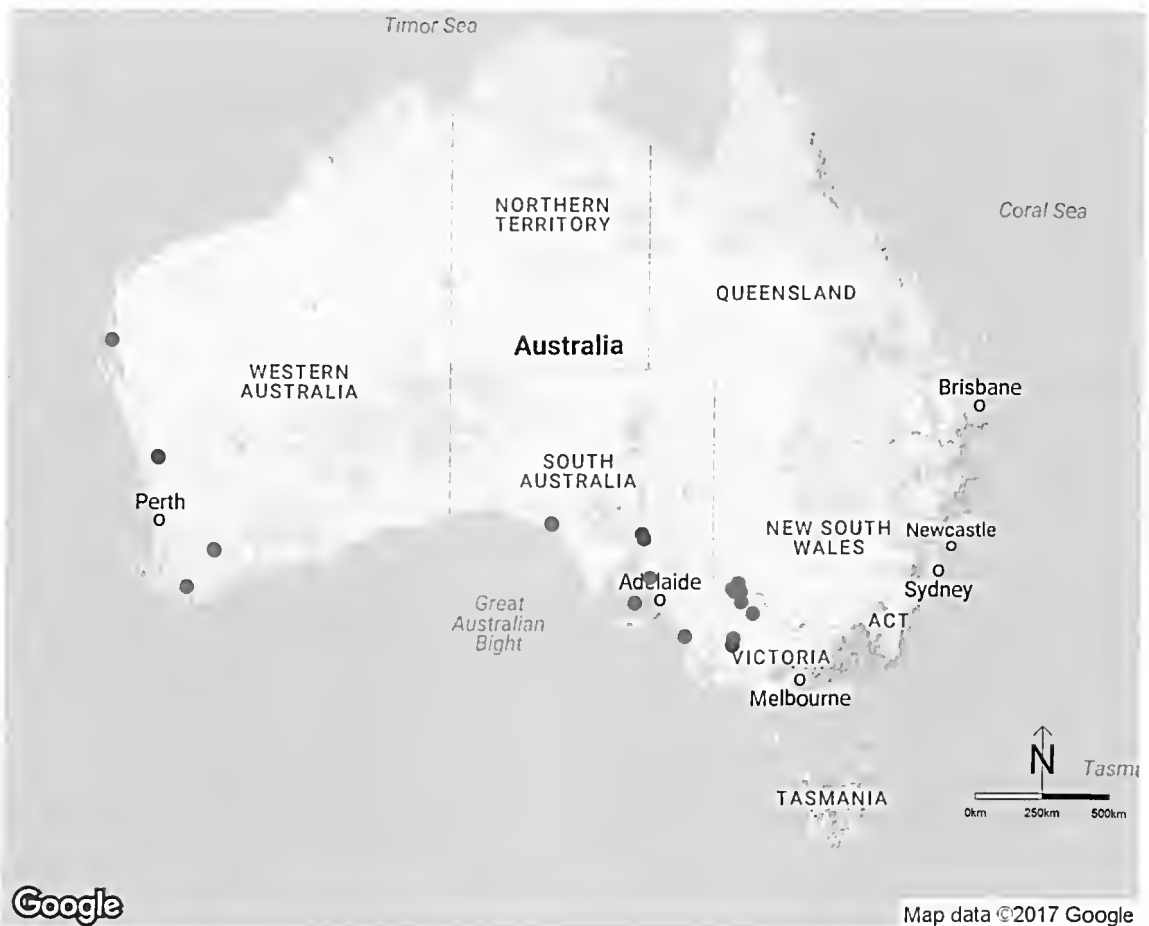 Timor Sea
NORTHERN
TERRITORY
Coral Sea
QUEENSLAND
Australia
WESTERN
AUSTRALIA
Brisbane
SOUTH
AUSTRALIA
Perth
NEW SOUTH
WALES
Newcastle
Adelaide
Sydney
Great
Australian
Bight
ACT
VICTORIA
Melbourne
N
Tasm
TASMANIA
0km 250km 500km
Google
Map data ©2017 Google